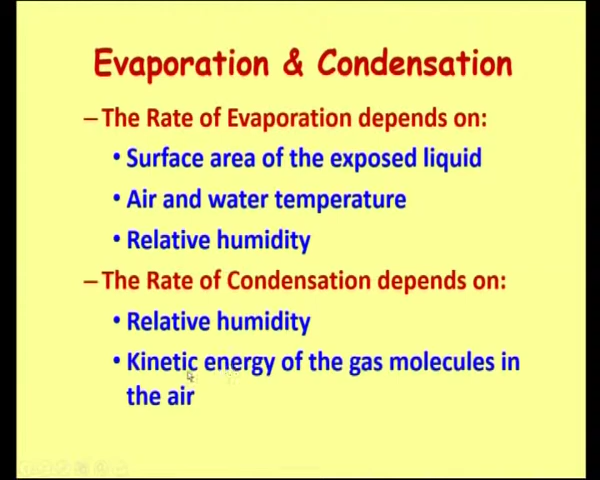 Evaporation & Condensation
– The Rate of Evaporation depends on:
• Surface area of the exposed liquid
• Air and water temperature
• Relative humidity
– The Rate of Condensation depends on:
• Relative humidity
• Kinetic energy of the gas molecules in
the air